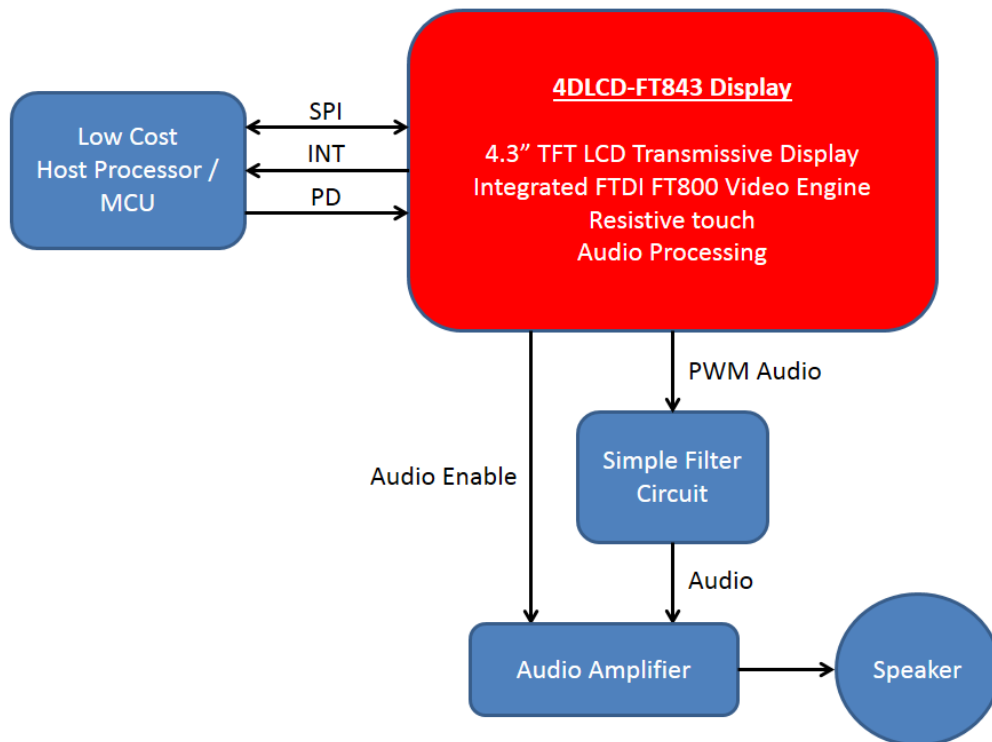 4DLCD-FT843 Display
4.3” TFT LCD Transmissive Display
Integrated FTDI FT800 Video Engine
Resistive touch
Audio Processing
Low Cost
Host Processor /
MCU
SPI
INT
PD
PWM Audio
Audio Enable
Simple Filter
Circuit
Audio
Audio Amplifier
Speaker